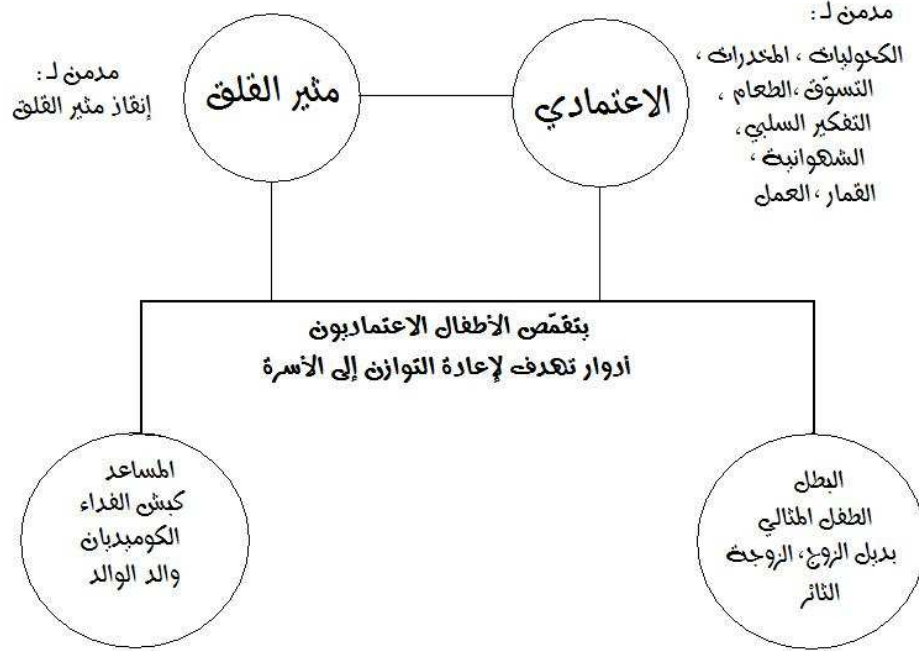 مدمن لـ :
الكحوليات ، المخدرات ،
التسوّق ،الطعام ،
التفكير السلبي،
الشهوانية ،
القمار ، العمل
الاعتمادي
مثير القلق
مدمن لـ :
إنقاذ مثير القلق
يتقمّص الأطفال الاعتماديون
أدوار تهدف لإعادة التوازن إلى الأسرة
البطل
الطفل المثالي
بديل الزوج، الزوجة
الثائر
المساعد
كبش الفداء
الكوميديان
والد الوالد